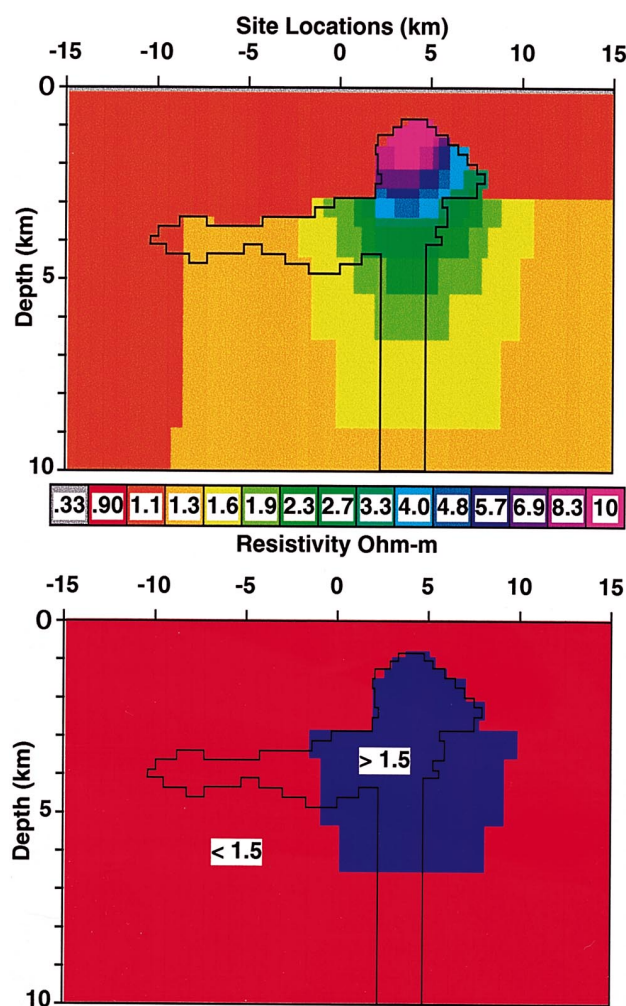 Site Locations (km)
-15 -10 -5 0 5 10 15
0
5
10
Depth (km)
.33 .90 1.1 1.3 1.6 1.9 2.3 2.7 3.3 4.0 4.8 5.7 6.9 8.3 10
Resistivity Ohm-m
-15 -10 -5 0 5 10 15
0
5
10
Depth (km)
> 1.5
< 1.5